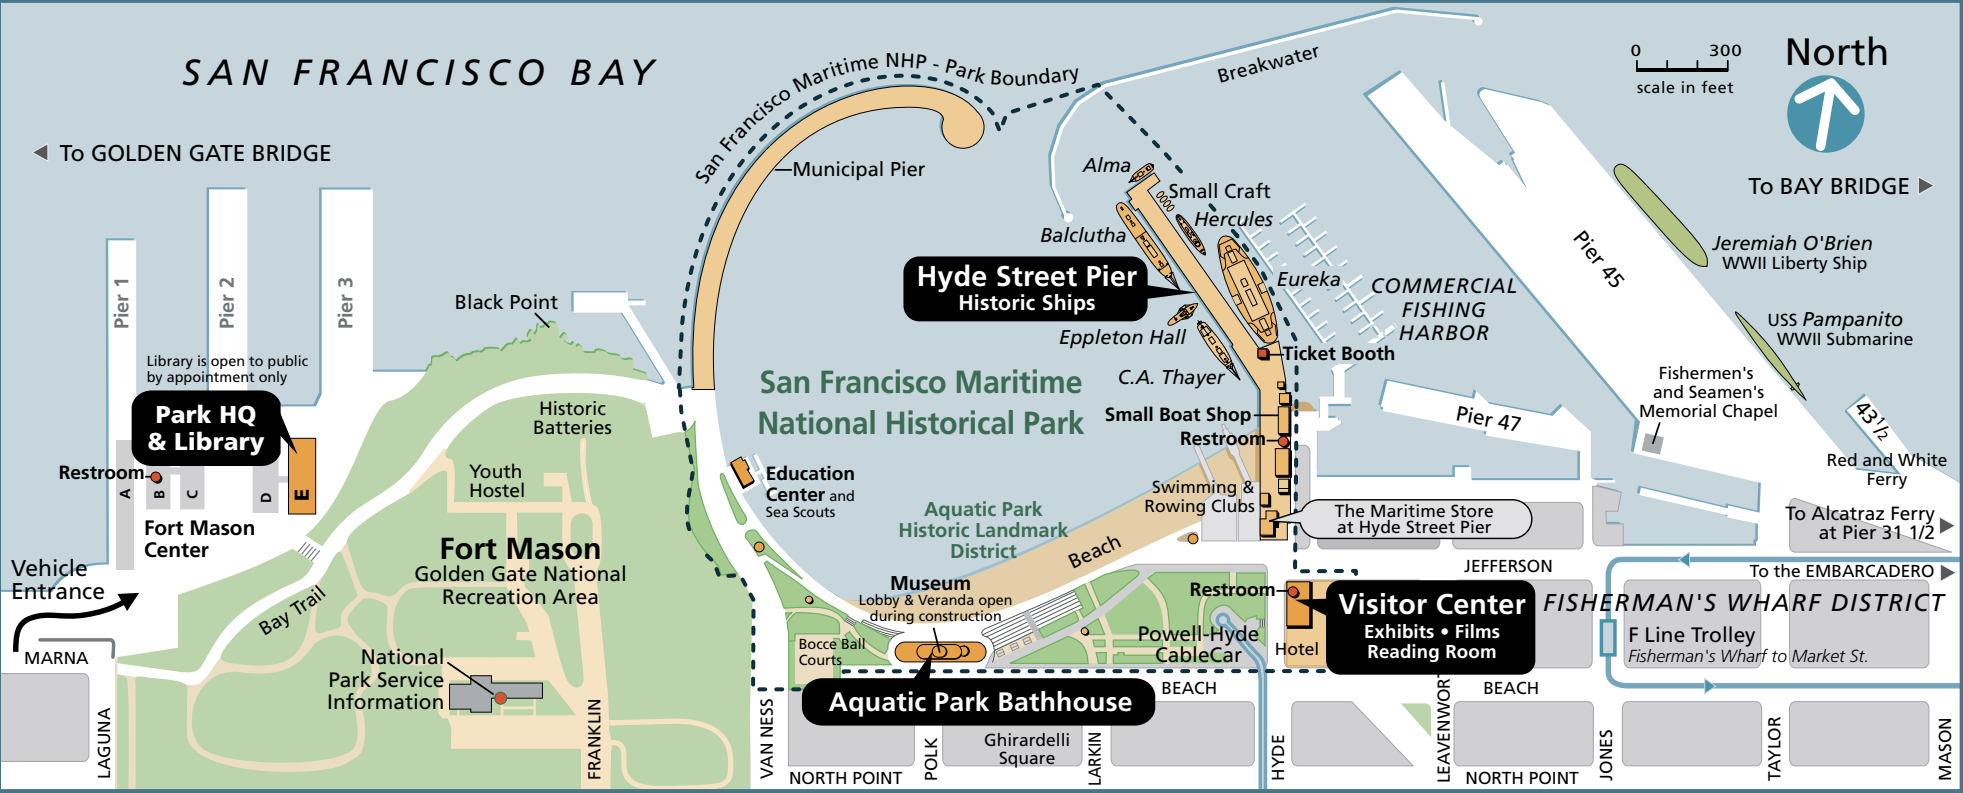 SAN FRANCISCO BAY
San Francisco Maritime NHP - Park Boundary
Breakwater
0 300
scale in feet
North
To GOLDEN GATE BRIDGE
Municipal Pier
Alma
Small Craft
Hercules
Balclutha
To BAY BRIDGE
Pier 45
Jeremiah O'Brien
WWII Liberty Ship
Pier 1
Pier 2
Pier 3
Black Point
Hyde Street Pier
Historic Ships
Eureka
COMMERCIAL
FISHING
HARBOR
USS Pampanito
WWII Submarine
Eppleton Hall
Ticket Booth
C.A. Thayer
Library is open to public
by appointment only
Park HQ
& Library
Historic
Batteries
San Francisco Maritime
National Historical Park
Small Boat Shop
Restroom
Pier 47
Fishermen's
and Seamen's
Memorial Chapel
43 1/2
Red and White
Ferry
Restroom
A
B
C
D
E
Fort Mason
Center
Youth
Hostel
Education
Center and
Sea Scouts
Swimming &
Rowing Clubs
Aquatic Park
Historic Landmark
District
Beach
The Maritime Store
at Hyde Street Pier
To Alcatraz Ferry
at Pier 31 1/2
Fort Mason
Golden Gate National
Recreation Area
Vehicle
Entrance
Bay Trail
JEFFERSON
To the EMBARCADERO
Museum
Lobby & Veranda open
during construction
Restroom
Visitor Center
Exhibits • Films
Reading Room
FISHERMAN'S WHARF DISTRICT
F Line Trolley
Fisherman's Wharf to Market St.
Powell-Hyde
CableCar
Hotel
Bocce Ball
Courts
MARNA
National
Park Service
Information
Aquatic Park Bathhouse
BEACH
BEACH
LAGUNA
FRANKLIN
VAN NESS
POLK
Ghirardelli
Square
LARKIN
HYDE
LEAVENWORT
JONES
TAYLOR
MASON
NORTH POINT
NORTH POINT